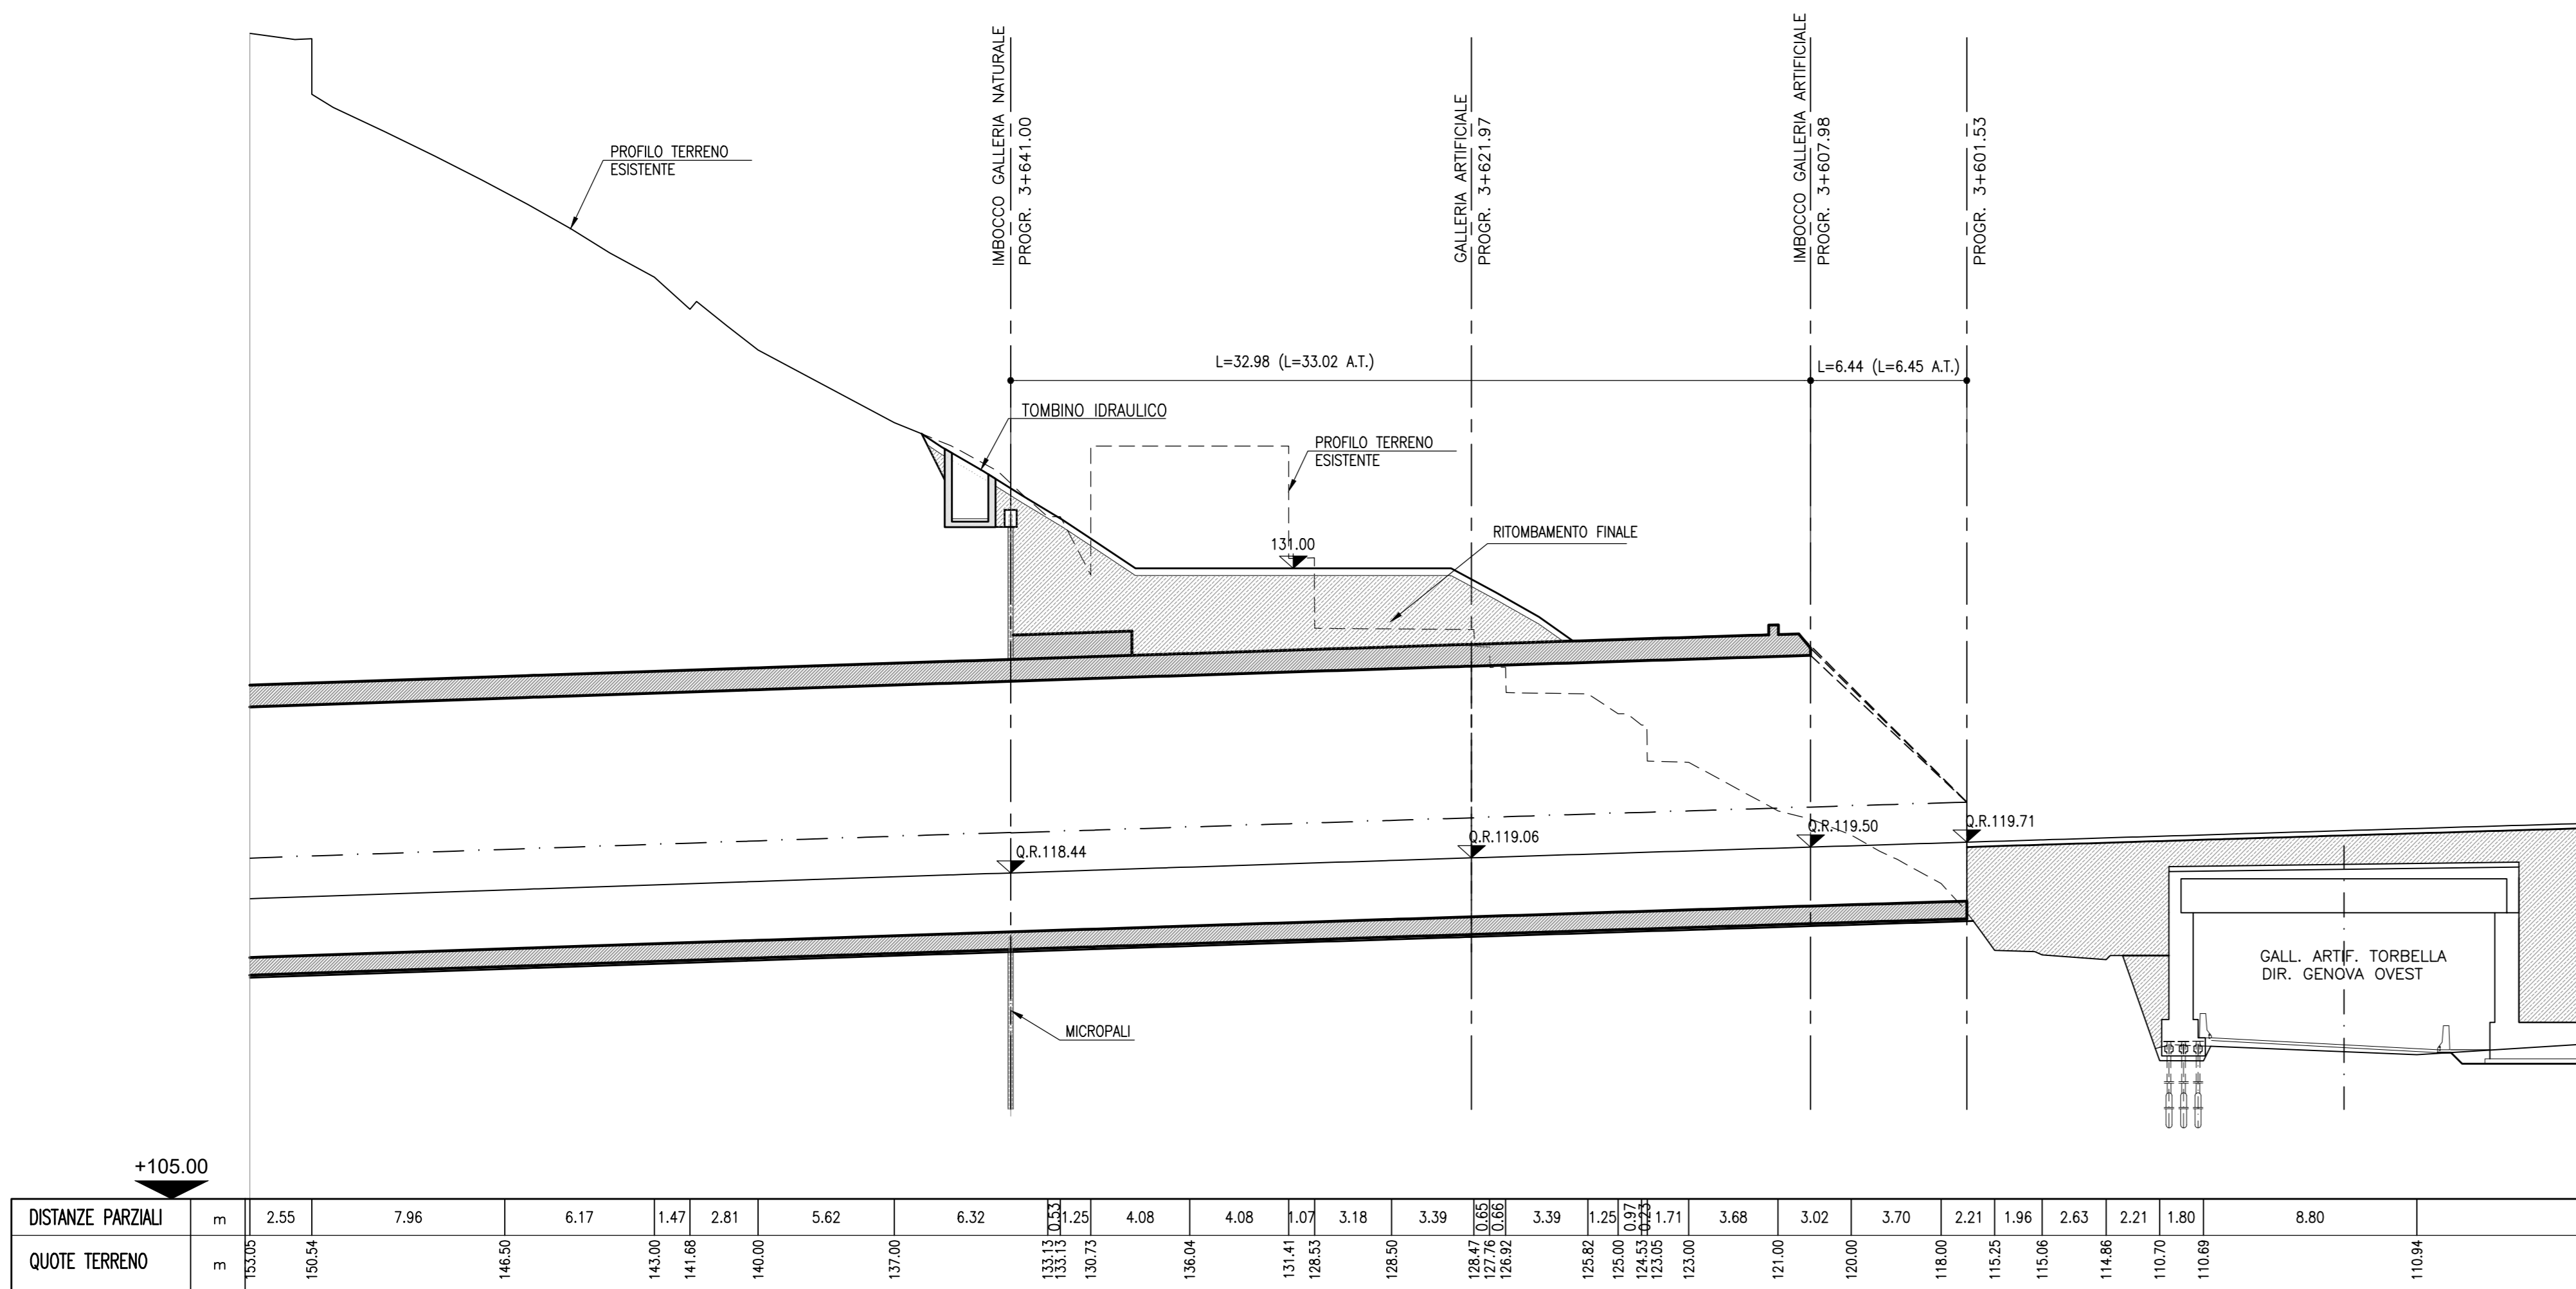 IMBOCCO GALLERIA NATURALE
PROGR. 3+641.00
GALLERIA ARTIFICIALE
PROGR. 3+621.97
IMBOCCO GALLERIA ARTIFICIALE
PROGR. 3+607.98
PROGR. 3+601.53
PROFILO TERRENO
ESISTENTE
L=32.98 (L=33.02 A.T.)
L=6.44 (L=6.45 A.T.)
TOMBINO IDRAULICO
PROFILO TERRENO
ESISTENTE
RITOMBAMENTO FINALE
131.00
Q.R.118.44
Q.R.119.06
Q.R.119.50
Q.R.119.71
GALL. ARTIF. TORBELLA
DIR. GENOVA OVEST
MICROPALI
+105.00
DISTANZE PARZIALI m 2.55 7.96 6.17 1.47 2.81 5.62 6.32 0.53 1.25 4.08 4.08 1.07 3.18 3.39 0.65 0.66 3.39 1.25 0.97 0.23 1.71 3.68 3.02 3.70 2.21 1.96 2.63 2.21 1.80 8.80
QUOTE TERRENO m 153.05 150.54 146.50 143.00 141.68 140.00 137.00 133.13 133.13 130.73 136.04 131.41 128.53 128.50 128.47 127.76 126.92 125.82 125.00 124.53 123.05 123.00 121.00 120.00 118.00 115.25 115.06 114.86 110.70 110.69 110.94